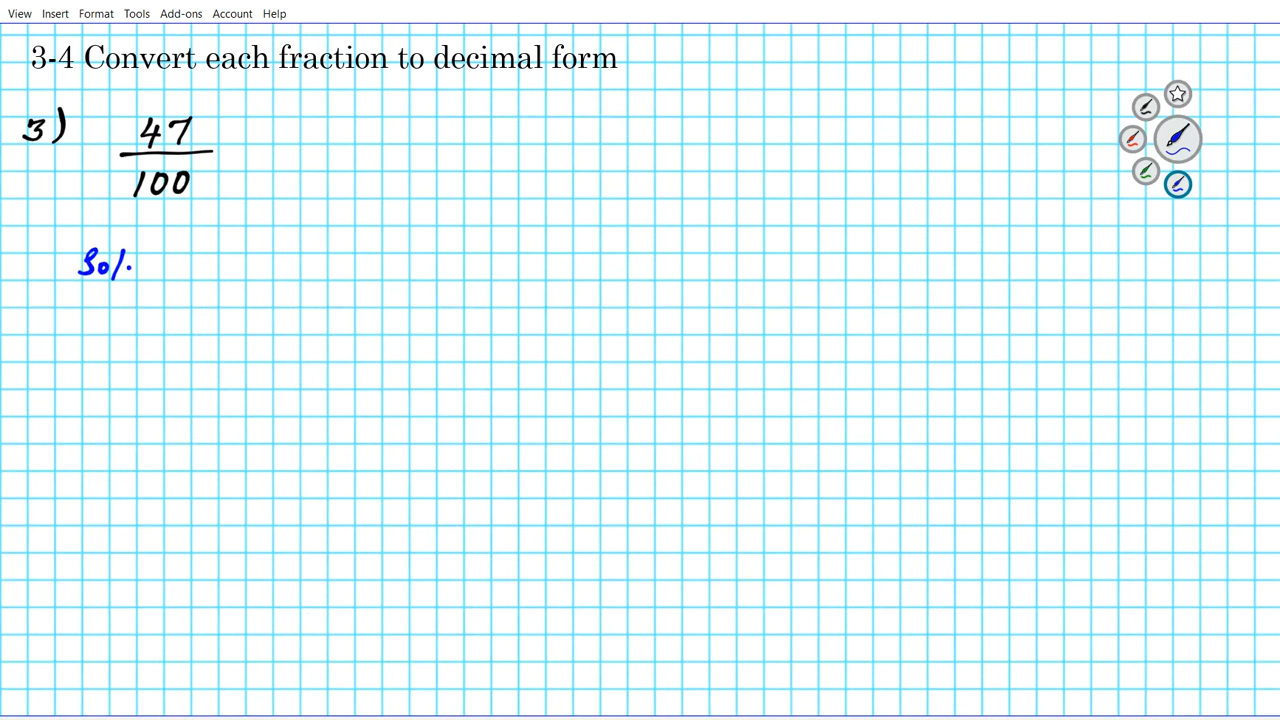 View Insert Format Tools Add-ons Account Help
3-4 Convert each fraction to decimal form
3) 47
100
Sol.